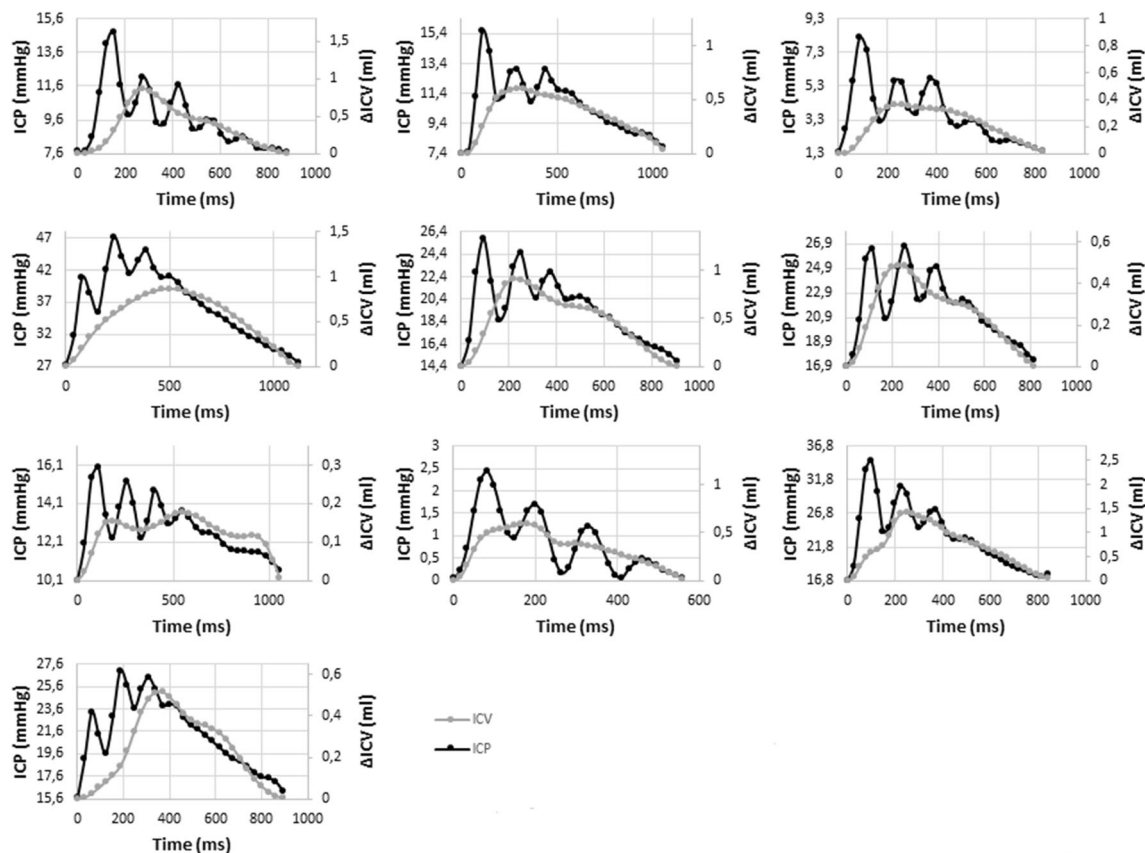 ICP (mmHg)
15,6
13,6
11,6
9,6
7,6
1,5
1
0,5
0
ΔICV (ml)
0 200 400 600 800 1000
Time (ms)
ICP (mmHg)
15,4
13,4
11,4
9,4
7,4
1
0,5
0
ΔICV (ml)
0 500 1000
Time (ms)
ICP (mmHg)
9,3
7,3
5,3
3,3
1,3
1
0,8
0,6
0,4
0,2
0
ΔICV (ml)
0 200 400 600 800 1000
Time (ms)
ICP (mmHg)
47
42
37
32
27
1,5
1
0,5
0
ΔICV (ml)
0 500 1000
Time (ms)
ICP (mmHg)
26,4
24,4
22,4
20,4
18,4
16,4
14,4
1
0,5
0
ΔICV (ml)
0 200 400 600 800 1000
Time (ms)
ICP (mmHg)
26,9
24,9
22,9
20,9
18,9
16,9
0,6
0,4
0,2
0
ΔICV (ml)
0 200 400 600 800 1000
Time (ms)
ICP (mmHg)
16,1
14,1
12,1
10,1
0,3
0,2
0,1
0
ΔICV (ml)
0 500 1000
Time (ms)
ICP (mmHg)
3
2,5
2
1,5
1
0,5
0
1
0,5
0
ΔICV (ml)
0 200 400 600
Time (ms)
ICP (mmHg)
36,8
31,8
26,8
21,8
16,8
2,5
2
1,5
1
0,5
0
ΔICV (ml)
0 200 400 600 800 1000
Time (ms)
ICP (mmHg)
27,6
25,6
23,6
21,6
19,6
17,6
15,6
0,6
0,4
0,2
0
ΔICV (ml)
0 200 400 600 800 1000
Time (ms)
ICV
ICP